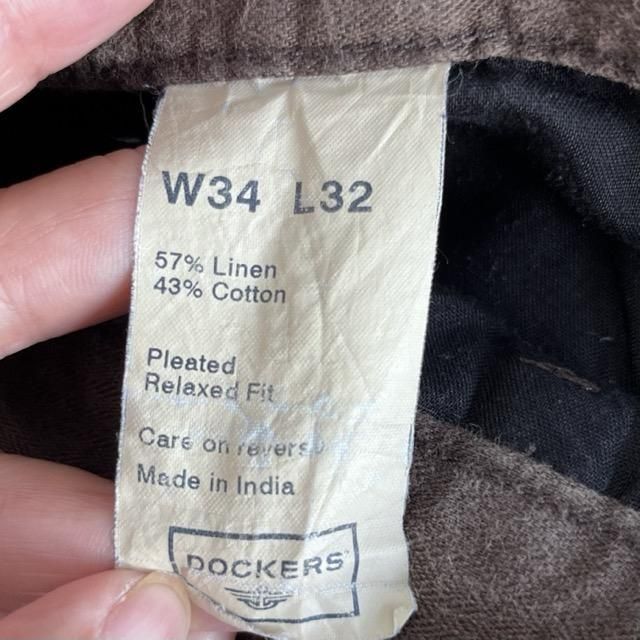 W34 L32
57% Linen
43% Cotton
Pleated
Relaxed Fit
Care on reverse
Made in India
DOCKERS